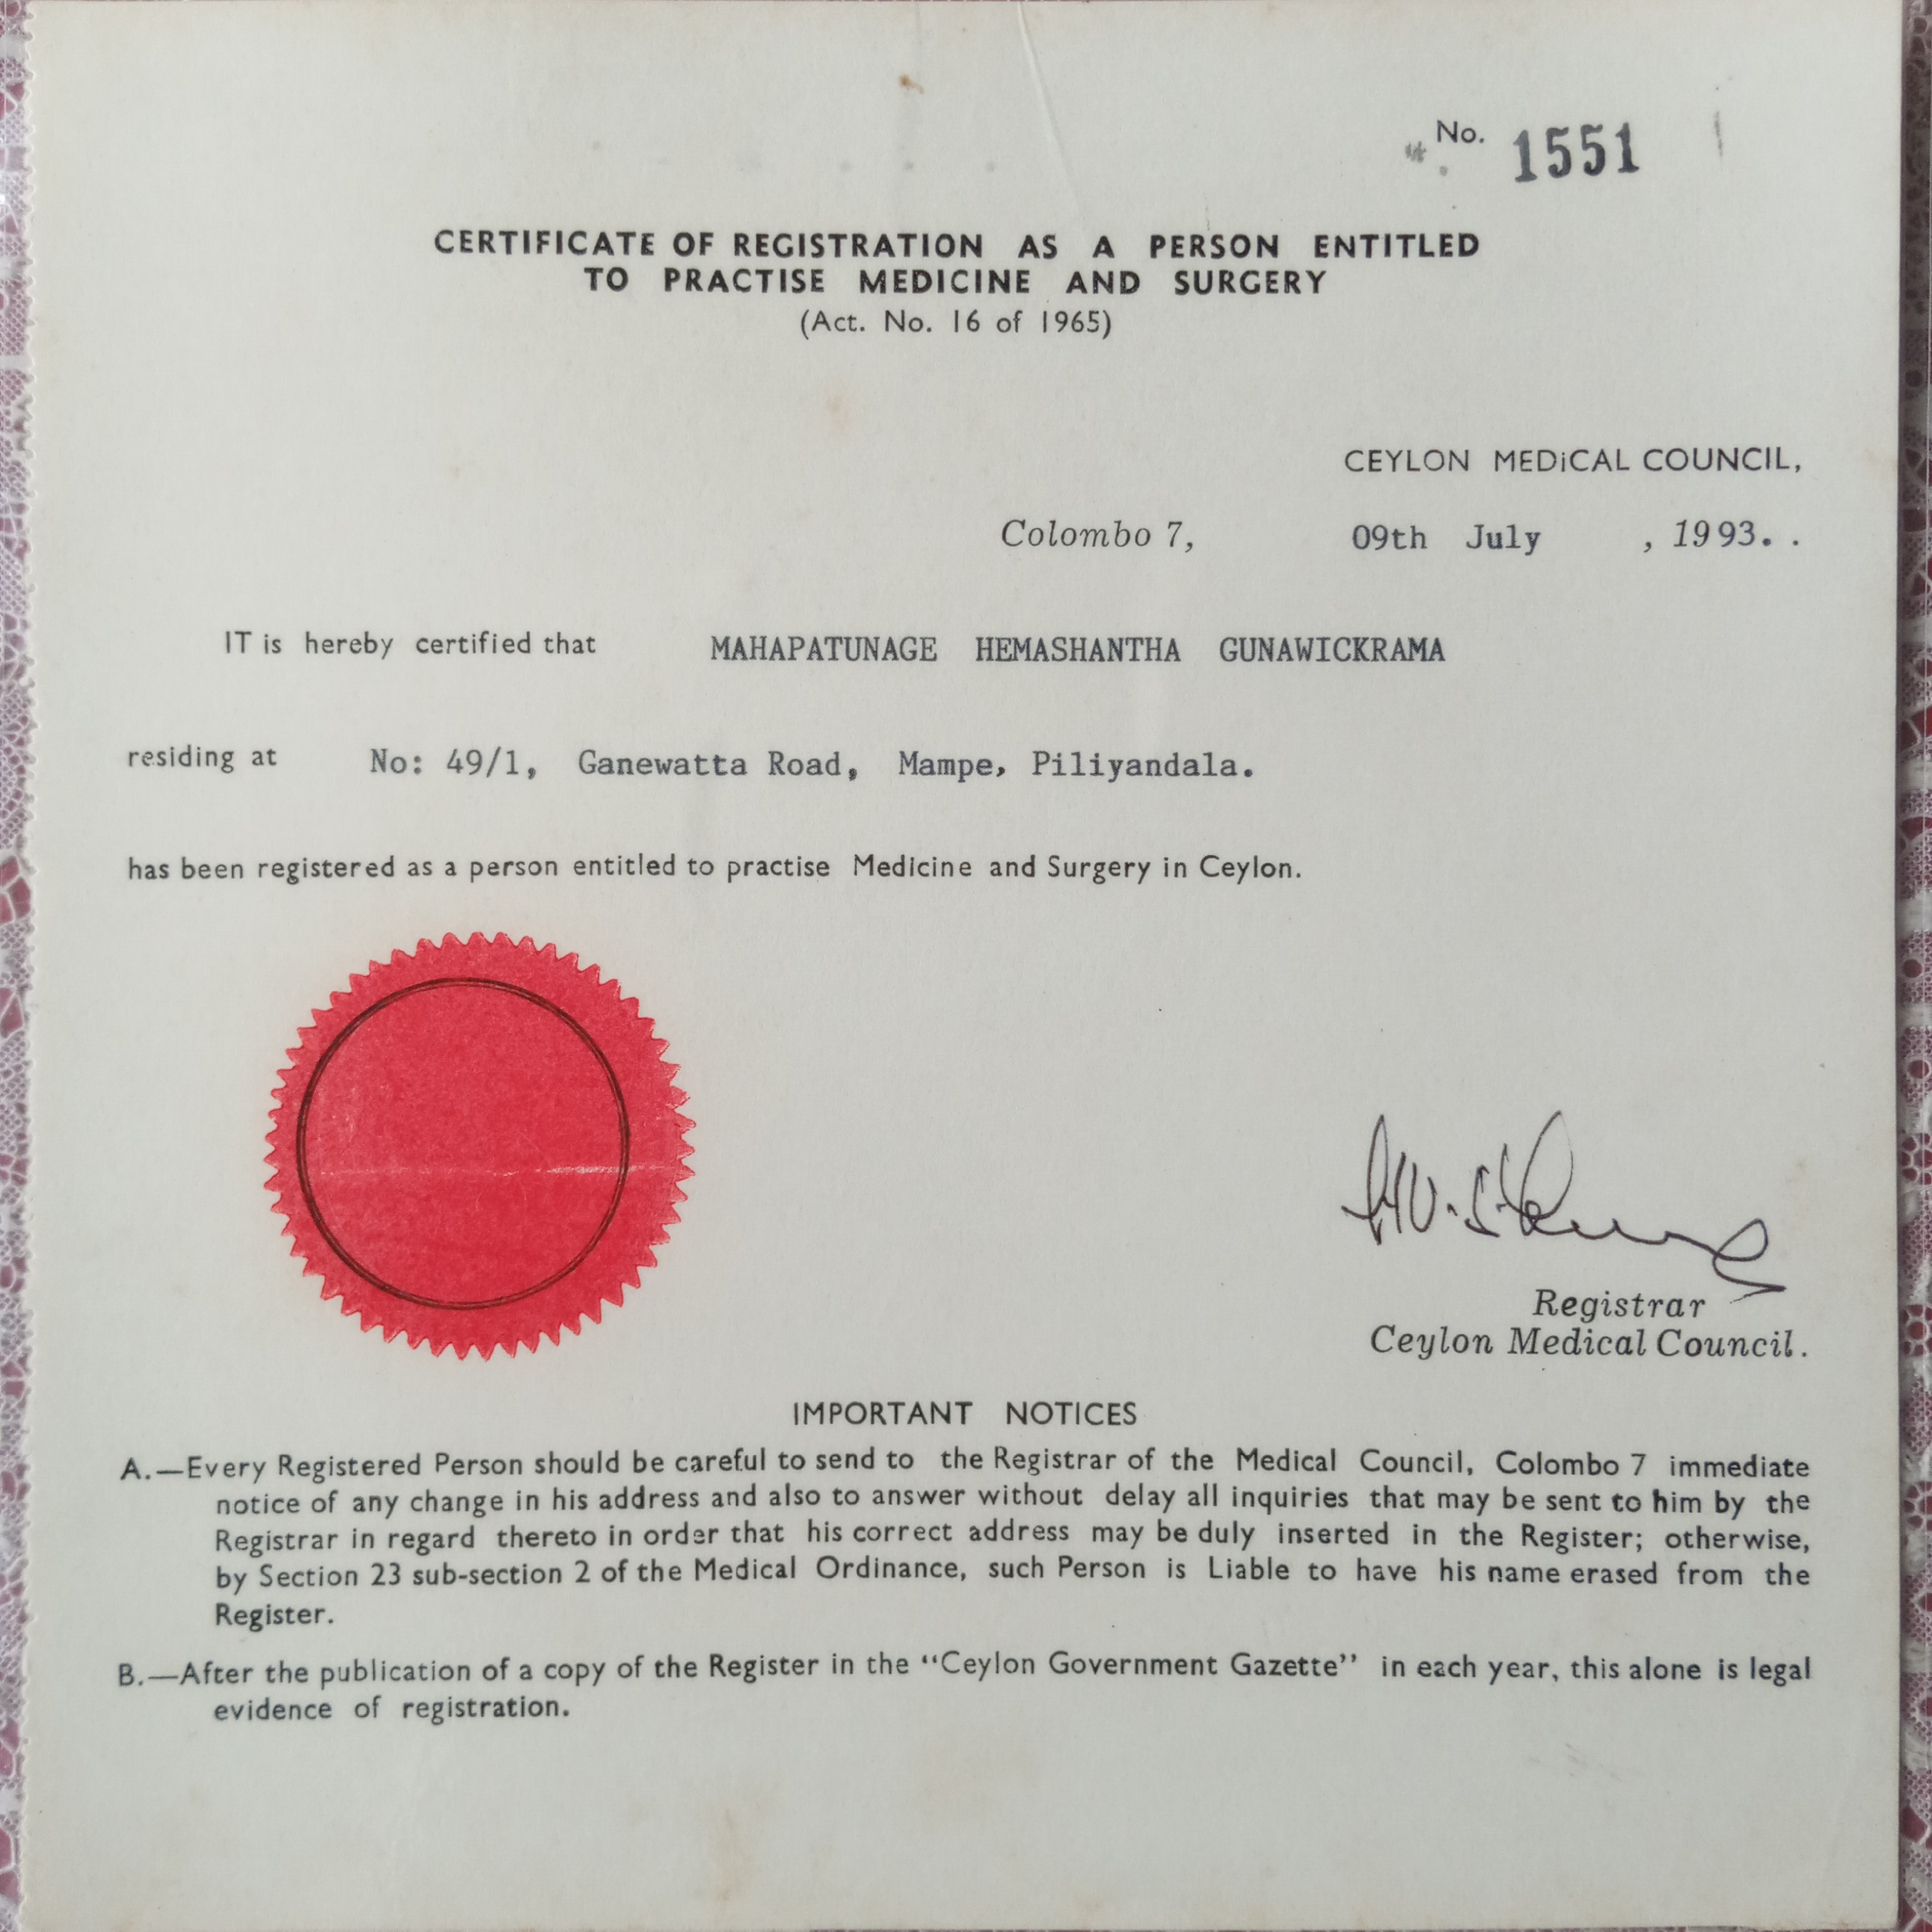 No. 1551
CERTIFICATE OF REGISTRATION AS A PERSON ENTITLED
TO PRACTISE MEDICINE AND SURGERY
(Act. No. 16 of 1965)
CEYLON MEDiCAL COUNCIL,
Colombo 7, 09th July , 1993. .
IT is hereby certified that MAHAPATUNAGE HEMASHANTHA GUNAWICKRAMA
residing at No: 49/1, Ganewatta Road, Mampe, Piliyandala.
has been registered as a person entitled to practise Medicine and Surgery in Ceylon.
Registrar
Ceylon Medical Council.
IMPORTANT NOTICES
A.—Every Registered Person should be careful to send to the Registrar of the Medical Council, Colombo 7 immediate
notice of any change in his address and also to answer without delay all inquiries that may be sent to him by the
Registrar in regard thereto in order that his correct address may be duly inserted in the Register; otherwise,
by Section 23 sub-section 2 of the Medical Ordinance, such Person is Liable to have his name erased from the
Register.
B.—After the publication of a copy of the Register in the “Ceylon Government Gazette” in each year, this alone is legal
evidence of registration.